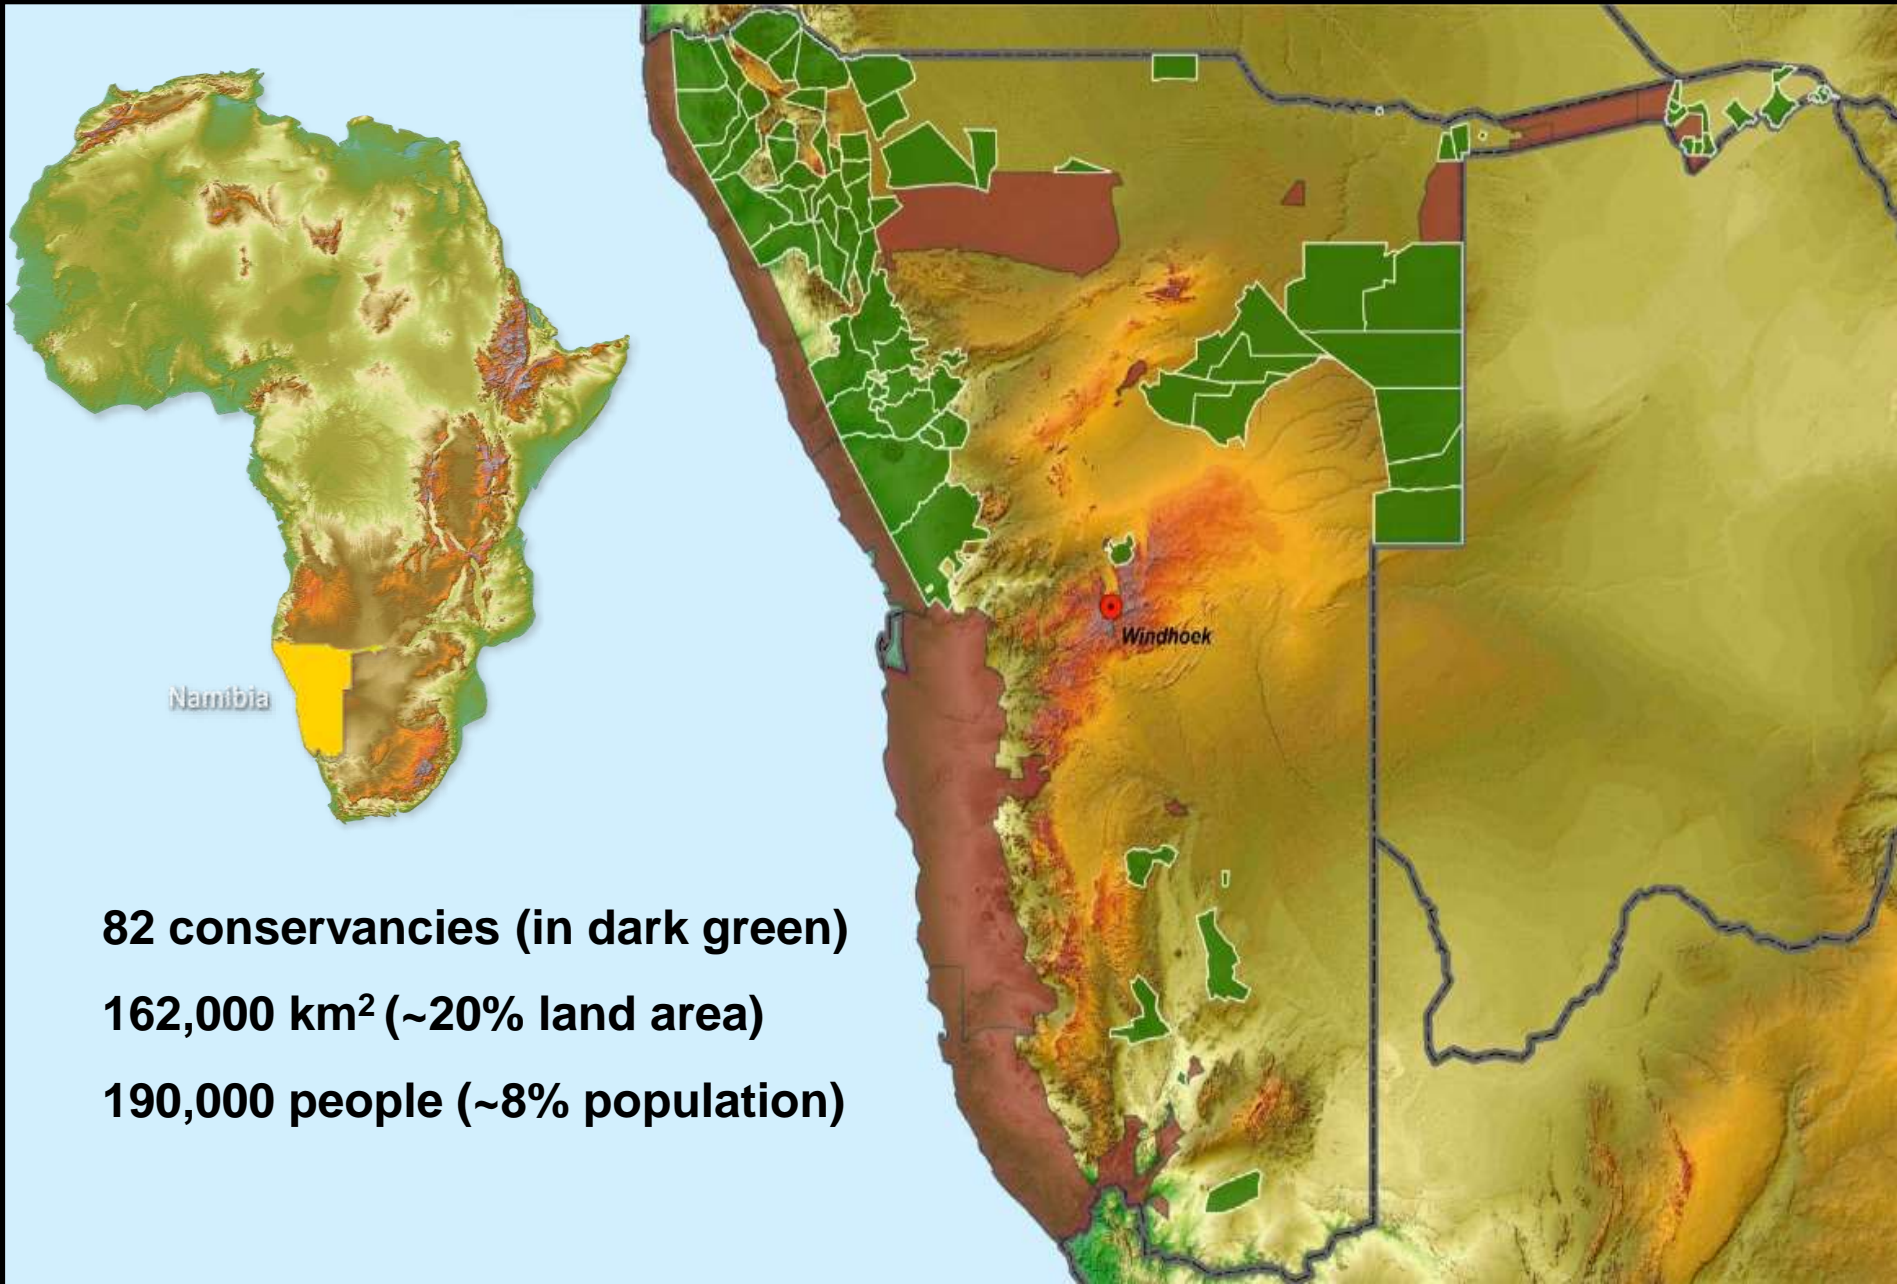 Namibia
Windhoek
82 conservancies (in dark green)
162,000 km² (~20% land area)
190,000 people (~8% population)